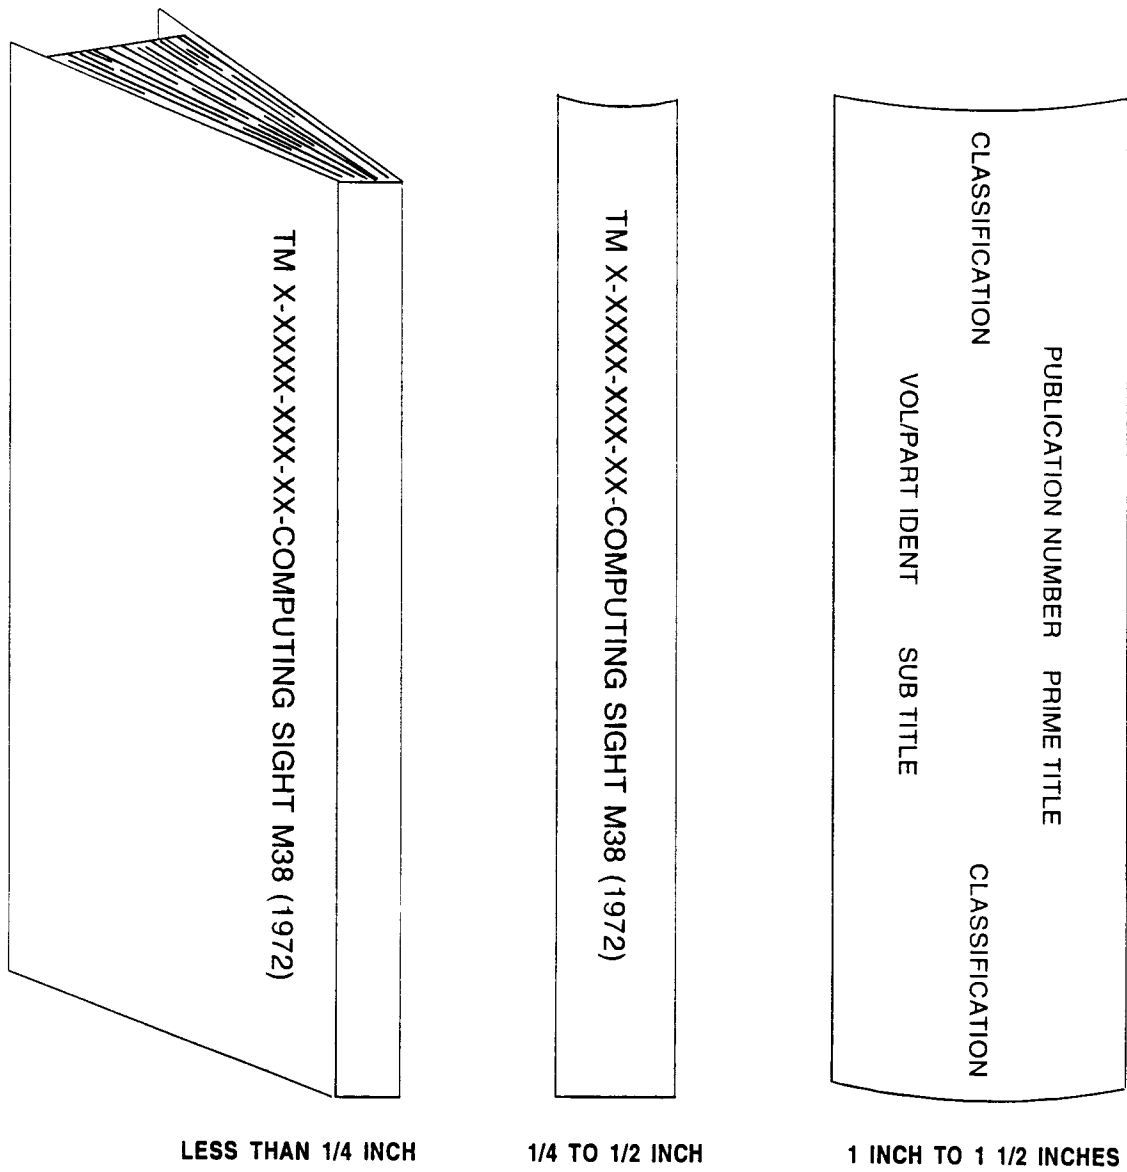 TM X-XXXX-XXX-XX-COMPUTING SIGHT M38 (1972)
TM X-XXXX-XXX-XX-COMPUTING SIGHT M38 (1972)
CLASSIFICATION
PUBLICATION NUMBER PRIME TITLE
VOL/PART IDENT SUB TITLE
CLASSIFICATION
LESS THAN 1/4 INCH
1/4 TO 1/2 INCH
1 INCH TO 1 1/2 INCHES